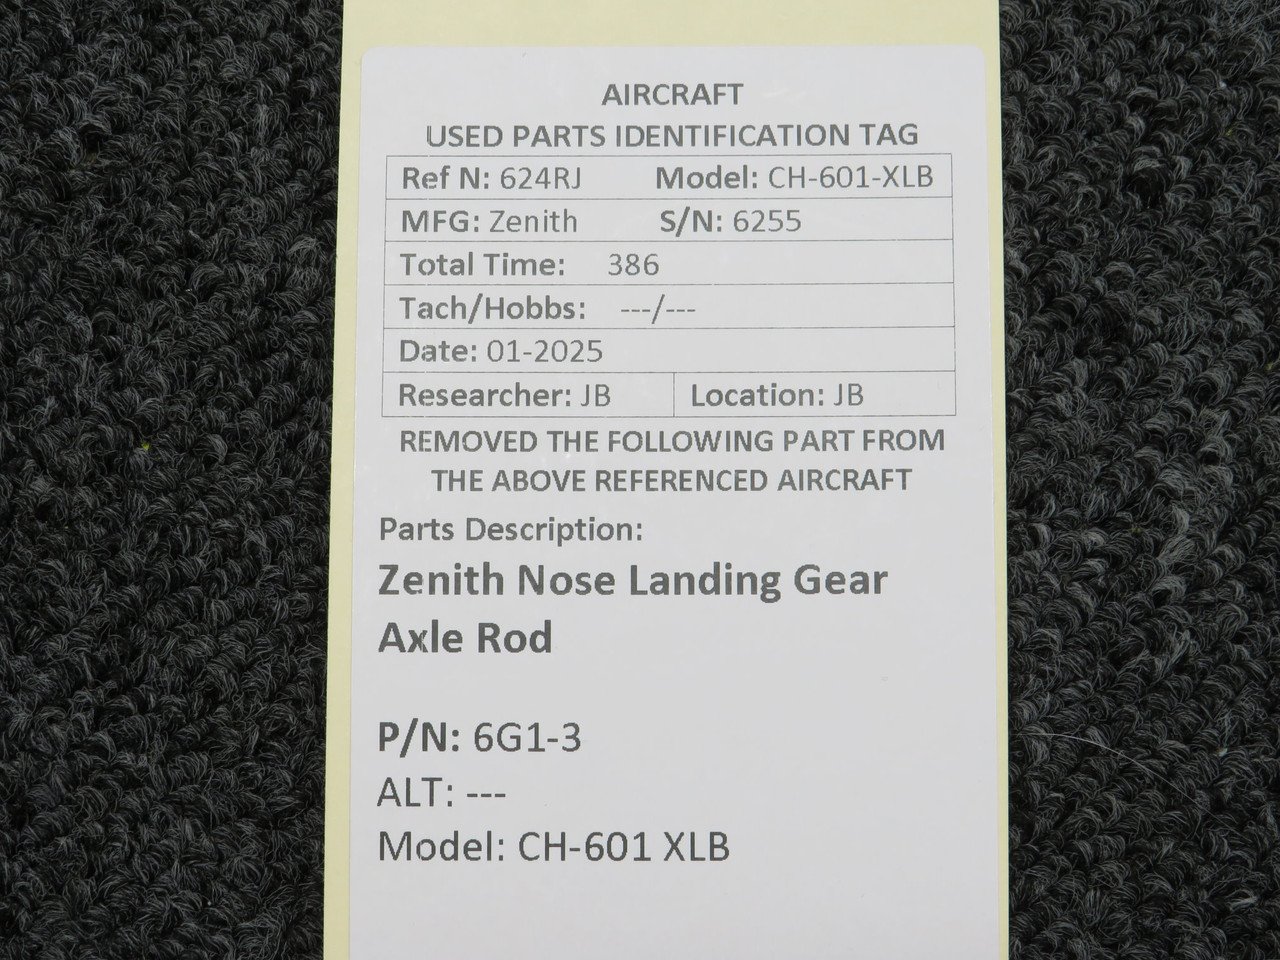 AIRCRAFT
USED PARTS IDENTIFICATION TAG
Ref N: 624RJ Model: CH-601-XLB
MFG: Zenith S/N: 6255
Total Time: 386
Tach/Hobbs: ---/---
Date: 01-2025
Researcher: JB Location: JB
REMOVED THE FOLLOWING PART FROM
THE ABOVE REFERENCED AIRCRAFT
Parts Description:
Zenith Nose Landing Gear
Axle Rod
P/N: 6G1-3
ALT: ---
Model: CH-601 XLB